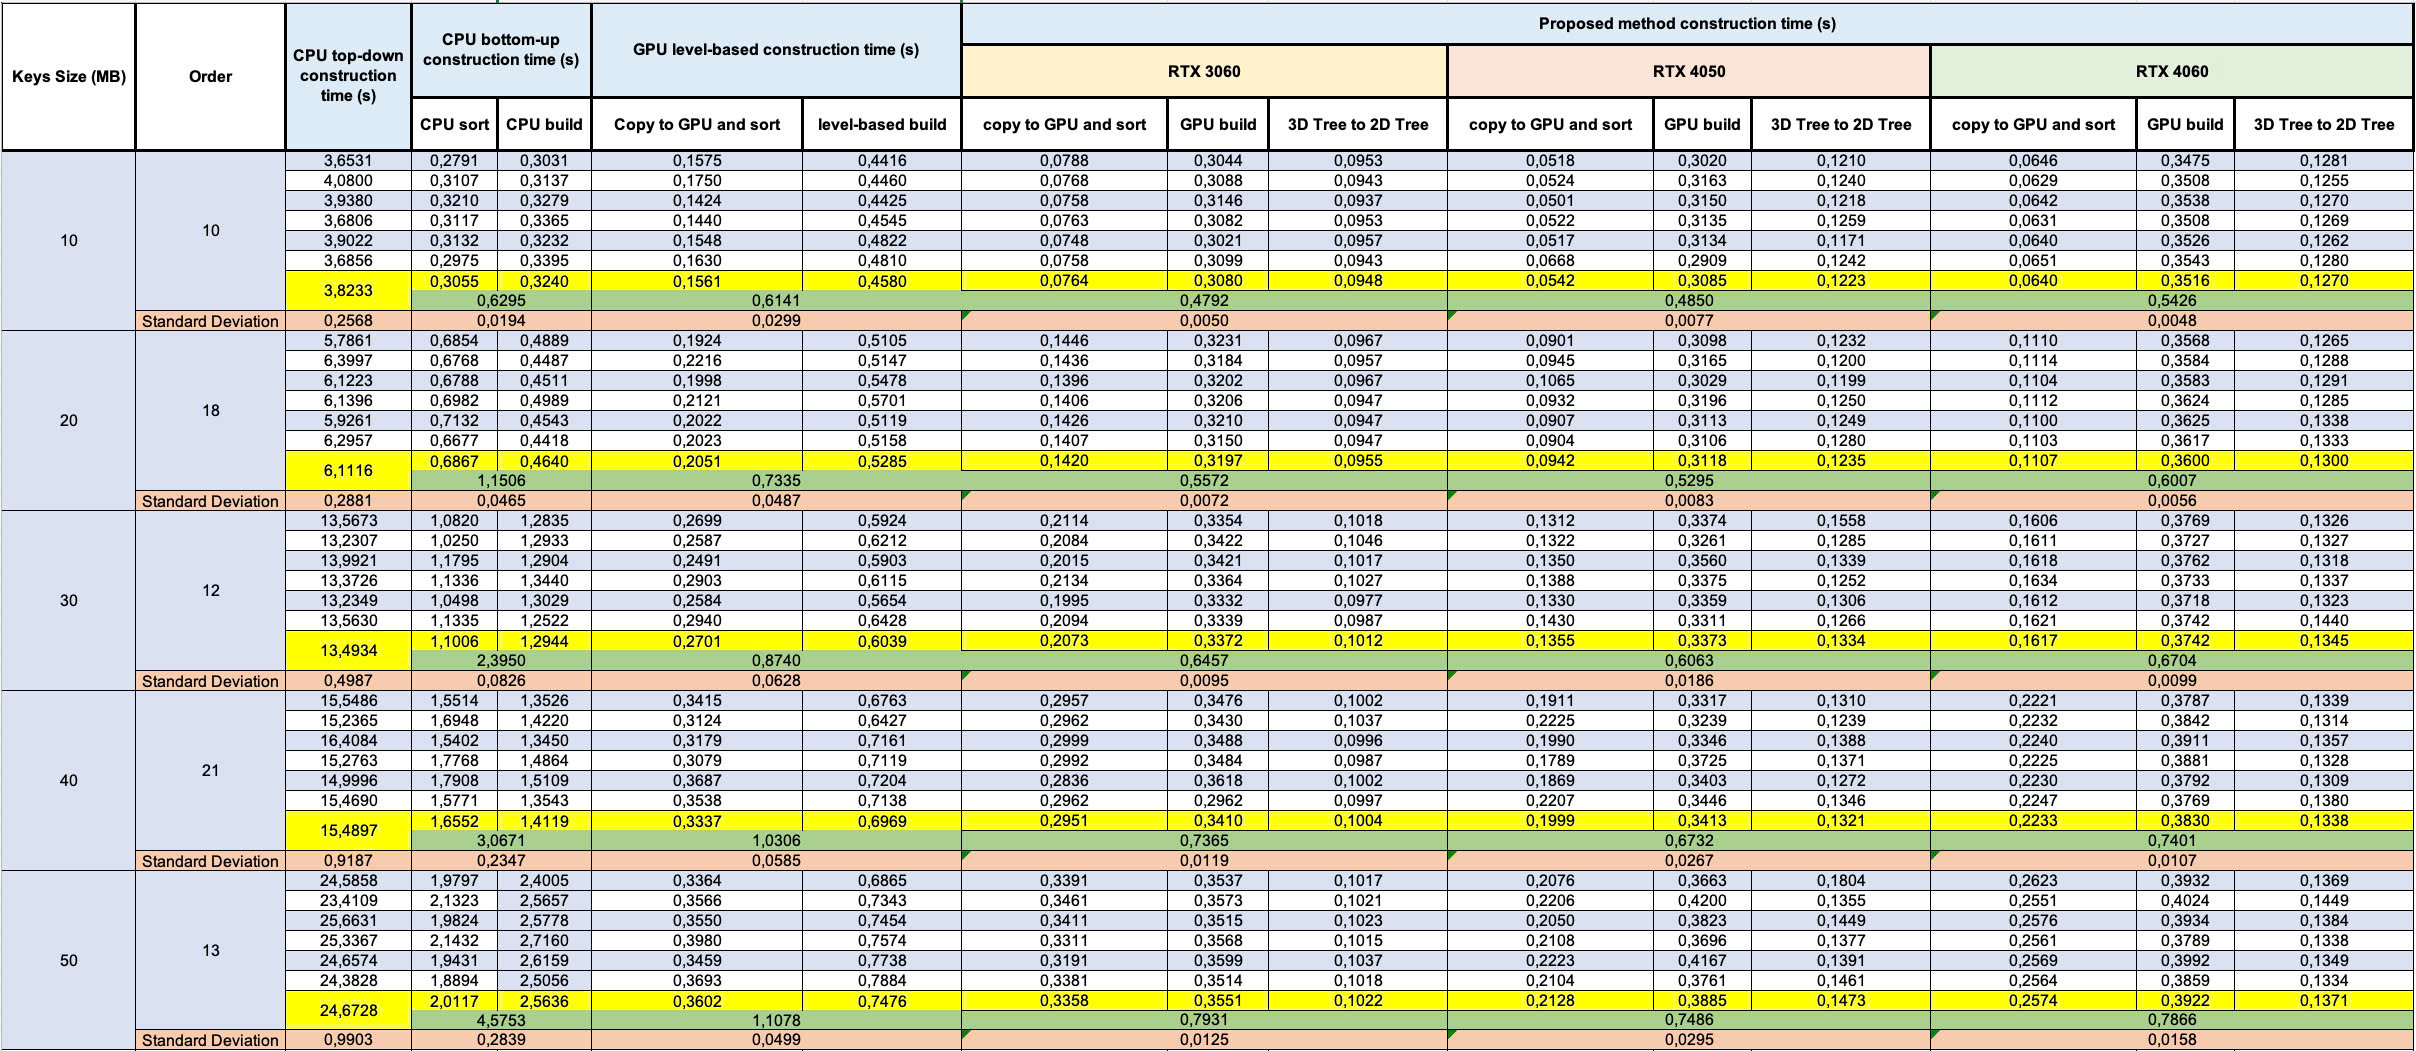 Keys Size (MB) Order CPU top-down construction time (s) CPU bottom-up construction time (s) GPU level-based construction time (s) Proposed method construction time (s)
RTX 3060 RTX 4050 RTX 4060
CPU sort CPU build Copy to GPU and sort level-based build copy to GPU and sort GPU build 3D Tree to 2D Tree copy to GPU and sort GPU build 3D Tree to 2D Tree copy to GPU and sort GPU build 3D Tree to 2D Tree
10 10
3,6531 0,2791 0,3031 0,1575 0,4416 0,0788 0,3044 0,0953 0,0518 0,3020 0,1210 0,0646 0,3475 0,1281
4,0800 0,3107 0,3137 0,1750 0,4460 0,0768 0,3088 0,0943 0,0524 0,3163 0,1240 0,0629 0,3508 0,1255
3,9380 0,3210 0,3279 0,1424 0,4425 0,0758 0,3146 0,0937 0,0501 0,3150 0,1218 0,0642 0,3538 0,1270
3,6806 0,3117 0,3365 0,1440 0,4545 0,0763 0,3082 0,0953 0,0522 0,3135 0,1259 0,0631 0,3508 0,1269
3,9022 0,3132 0,3232 0,1548 0,4822 0,0748 0,3021 0,0957 0,0517 0,3134 0,1171 0,0640 0,3526 0,1262
3,6856 0,2975 0,3395 0,1630 0,4810 0,0758 0,3099 0,0943 0,0668 0,2909 0,1242 0,0651 0,3543 0,1280
3,8233 0,3055 0,3240 0,1561 0,4580 0,0764 0,3080 0,0948 0,0542 0,3085 0,1223 0,0640 0,3516 0,1270
0,6295 0,6141 0,4792 0,4850 0,5426
Standard Deviation 0,2568 0,0194 0,0299 0,0050 0,0077 0,0048
20 18
5,7861 0,6854 0,4889 0,1924 0,5105 0,1446 0,3231 0,0967 0,0901 0,3098 0,1232 0,1110 0,3568 0,1265
6,3997 0,6768 0,4487 0,2216 0,5147 0,1436 0,3184 0,0957 0,0945 0,3165 0,1200 0,1114 0,3584 0,1288
6,1223 0,6788 0,4511 0,1998 0,5478 0,1396 0,3202 0,0967 0,1065 0,3029 0,1199 0,1104 0,3583 0,1291
6,1396 0,6982 0,4989 0,2121 0,5701 0,1406 0,3206 0,0947 0,0932 0,3196 0,1250 0,1112 0,3624 0,1285
5,9261 0,7132 0,4543 0,2022 0,5119 0,1426 0,3210 0,0947 0,0907 0,3113 0,1249 0,1100 0,3625 0,1338
6,2957 0,6677 0,4418 0,2023 0,5158 0,1407 0,3150 0,0947 0,0904 0,3106 0,1280 0,1103 0,3617 0,1333
6,1116 0,6867 0,4640 0,2051 0,5285 0,1420 0,3197 0,0955 0,0942 0,3118 0,1235 0,1107 0,3600 0,1300
1,1506 0,7335 0,5572 0,5295 0,6007
Standard Deviation 0,2881 0,0465 0,0487 0,0072 0,0083 0,0056
30 12
13,5673 1,0820 1,2835 0,2699 0,5924 0,2114 0,3354 0,1018 0,1312 0,3374 0,1558 0,1606 0,3769 0,1326
13,2307 1,0250 1,2933 0,2587 0,6212 0,2084 0,3422 0,1046 0,1322 0,3261 0,1285 0,1611 0,3727 0,1327
13,9921 1,1795 1,2904 0,2491 0,5903 0,2015 0,3421 0,1017 0,1350 0,3560 0,1339 0,1618 0,3762 0,1318
13,3726 1,1336 1,3440 0,2903 0,6115 0,2134 0,3364 0,1027 0,1388 0,3375 0,1252 0,1634 0,3733 0,1337
13,2349 1,0498 1,3029 0,2584 0,5654 0,1995 0,3332 0,0977 0,1330 0,3359 0,1306 0,1612 0,3718 0,1323
13,5630 1,1335 1,2522 0,2940 0,6428 0,2094 0,3339 0,0987 0,1430 0,3311 0,1266 0,1621 0,3742 0,1440
13,4934 1,1006 1,2944 0,2701 0,6039 0,2073 0,3372 0,1012 0,1355 0,3373 0,1334 0,1617 0,3742 0,1345
2,3950 0,8740 0,6457 0,6063 0,6704
Standard Deviation 0,4987 0,0826 0,0628 0,0095 0,0186 0,0099
40 21
15,5486 1,5514 1,3526 0,3415 0,6763 0,2957 0,3476 0,1002 0,1911 0,3317 0,1310 0,2221 0,3787 0,1339
15,2365 1,6948 1,4220 0,3124 0,6427 0,2962 0,3430 0,1037 0,2225 0,3239 0,1239 0,2232 0,3842 0,1314
16,4084 1,5402 1,3450 0,3179 0,7161 0,2999 0,3488 0,0996 0,1990 0,3346 0,1388 0,2240 0,3911 0,1357
15,2763 1,7768 1,4864 0,3079 0,7119 0,2992 0,3484 0,0987 0,1789 0,3725 0,1371 0,2225 0,3881 0,1328
14,9996 1,7908 1,5109 0,3687 0,7204 0,2836 0,3618 0,1002 0,1869 0,3403 0,1272 0,2230 0,3792 0,1309
15,4690 1,5771 1,3543 0,3538 0,7138 0,2962 0,2962 0,0997 0,2207 0,3446 0,1346 0,2247 0,3769 0,1380
15,4897 1,6552 1,4119 0,3337 0,6969 0,2951 0,3410 0,1004 0,1999 0,3413 0,1321 0,2233 0,3830 0,1338
3,0671 1,0306 0,7365 0,6732 0,7401
Standard Deviation 0,9187 0,2347 0,0585 0,0119 0,0267 0,0107
50 13
24,5858 1,9797 2,4005 0,3364 0,6865 0,3391 0,3537 0,1017 0,2076 0,3663 0,1804 0,2623 0,3932 0,1369
23,4109 2,1323 2,5657 0,3566 0,7343 0,3461 0,3573 0,1021 0,2206 0,4200 0,1355 0,2551 0,4024 0,1449
25,6631 1,9824 2,5778 0,3550 0,7454 0,3411 0,3515 0,1023 0,2050 0,3823 0,1449 0,2576 0,3934 0,1384
25,3367 2,1432 2,7160 0,3980 0,7574 0,3311 0,3568 0,1015 0,2108 0,3696 0,1377 0,2561 0,3789 0,1338
24,6574 1,9431 2,6159 0,3459 0,7738 0,3191 0,3599 0,1037 0,2223 0,4167 0,1391 0,2569 0,3992 0,1349
24,3828 1,8894 2,5056 0,3693 0,7884 0,3381 0,3514 0,1018 0,2104 0,3761 0,1461 0,2564 0,3859 0,1334
24,6728 2,0117 2,5636 0,3602 0,7476 0,3358 0,3551 0,1022 0,2128 0,3885 0,1473 0,2574 0,3922 0,1371
4,5753 1,1078 0,7931 0,7486 0,7866
Standard Deviation 0,9903 0,2839 0,0499 0,0125 0,0295 0,0158